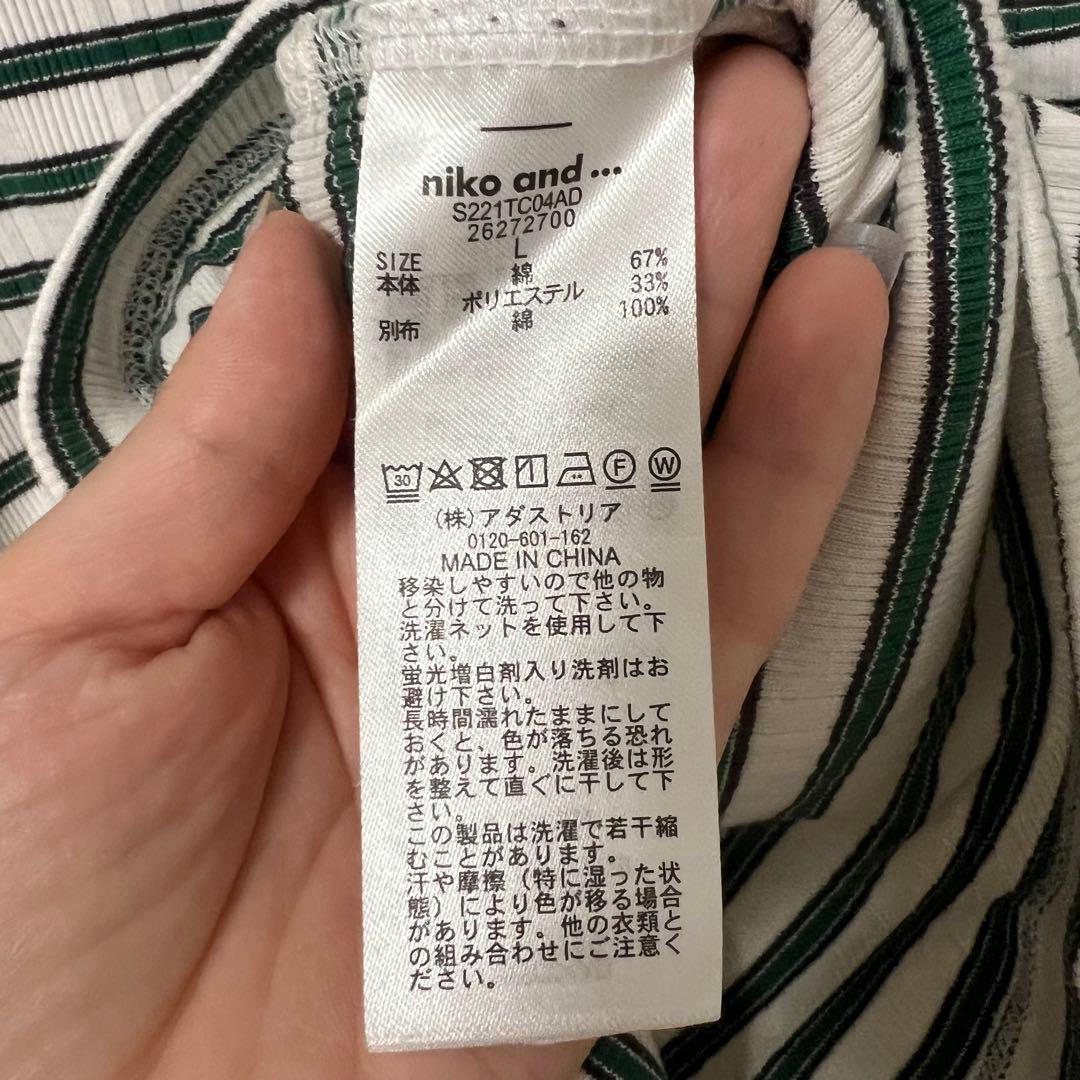 niko and ...
S221TC04AD
26272700
SIZE L
本体 綿 67%
ポリエステル 33%
別布 綿 100%
30 F W
(株)アダストリア
0120-601-162
MADE IN CHINA
移染しやすいので他の物
と分けて洗って下さい。
洗濯ネットを使用して下
さい。
蛍光増白剤入り洗剤はお
避け下さい。
長時間濡れたままにして
おくと、色が落ちる恐れ
があります。洗濯後は形
を整えて直ぐに干して下
さい。
この製品は洗濯で若干縮
むことがあります。
汗や摩擦(特に湿った状
態)により色が移る場合
があります。他の衣類と
の組み合わせにご注意く
ださい。